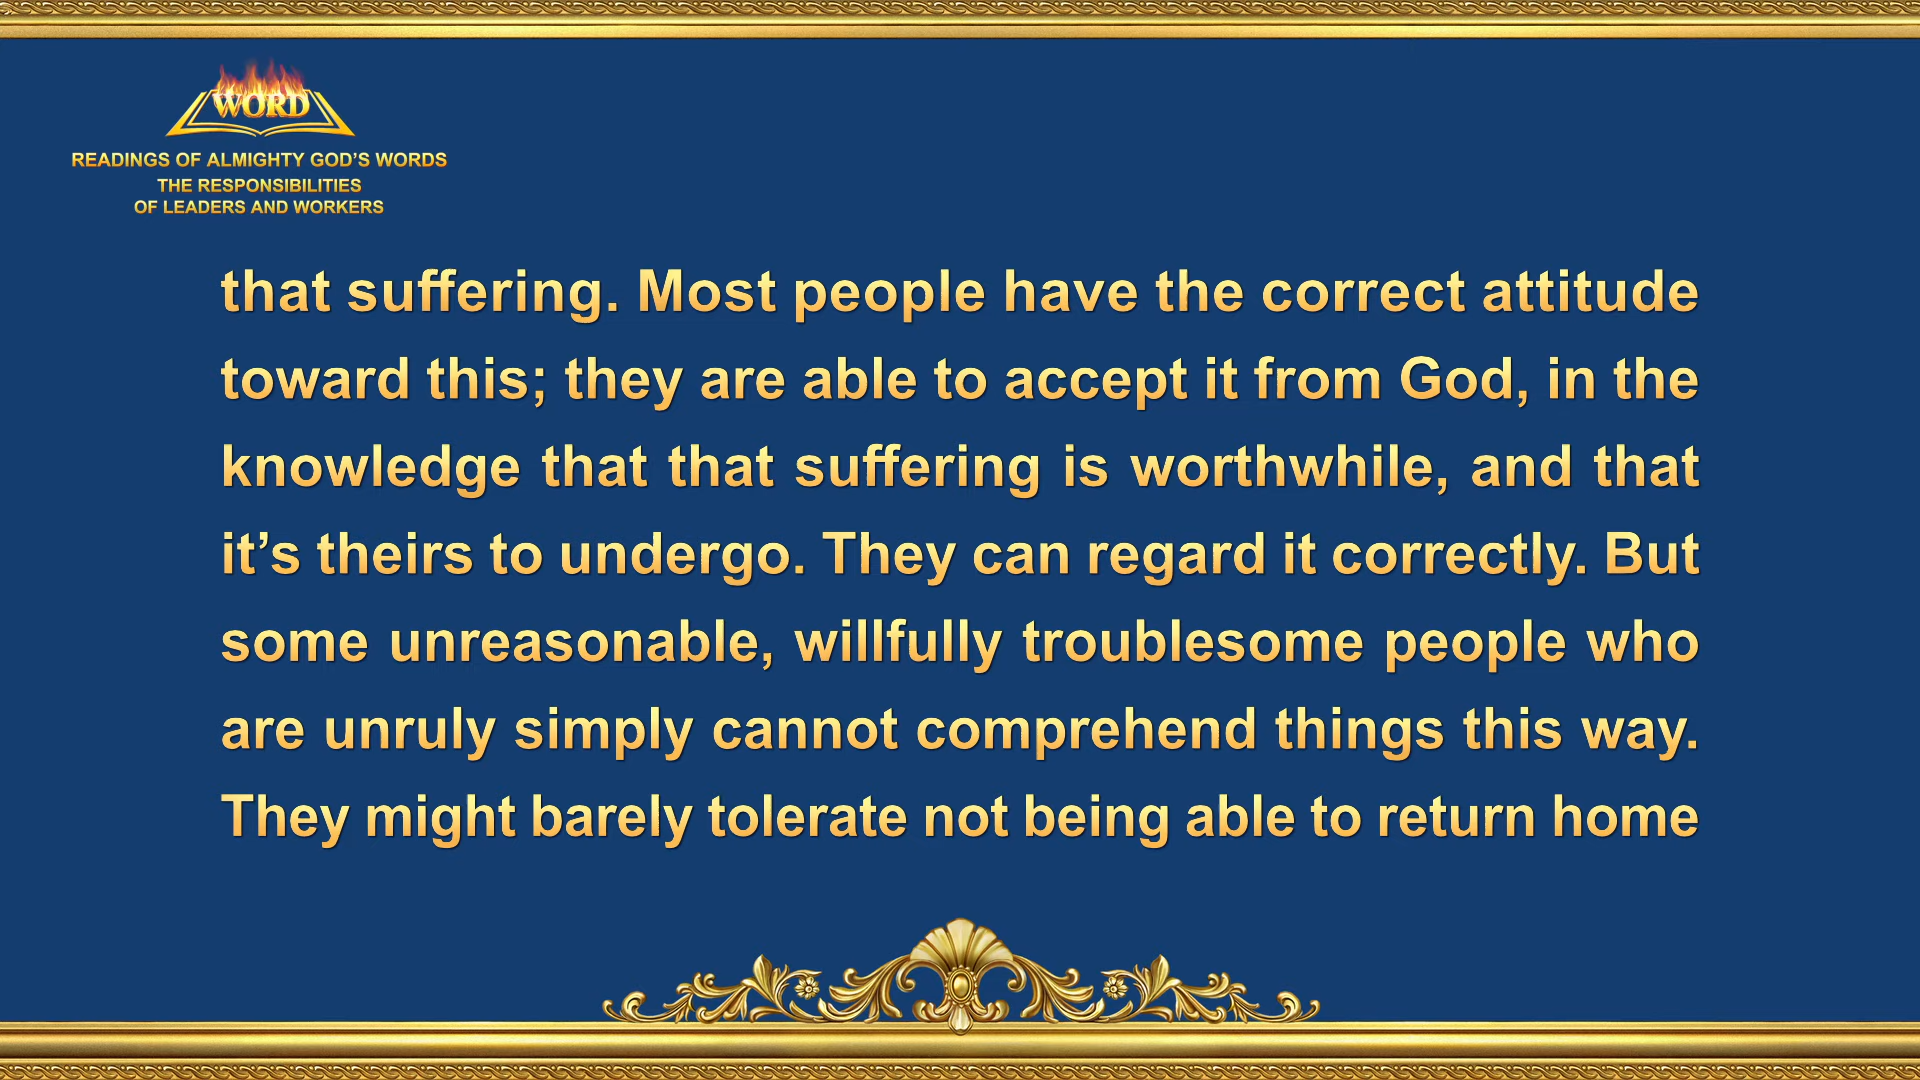 WORD
READINGS OF ALMIGHTY GOD’S WORDS
THE RESPONSIBILITIES
OF LEADERS AND WORKERS
that suffering. Most people have the correct attitude
toward this; they are able to accept it from God, in the
knowledge that that suffering is worthwhile, and that
it’s theirs to undergo. They can regard it correctly. But
some unreasonable, willfully troublesome people who
are unruly simply cannot comprehend things this way.
They might barely tolerate not being able to return home